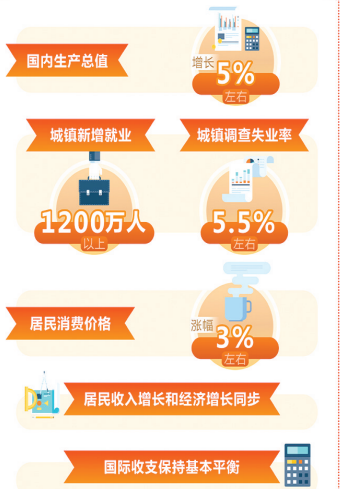 国内生产总值
增长
5%
左右
城镇新增就业
城镇调查失业率
1200万人
以上
5.5%
左右
居民消费价格
涨幅
3%
左右
居民收入增长和经济增长同步
国际收支保持基本平衡